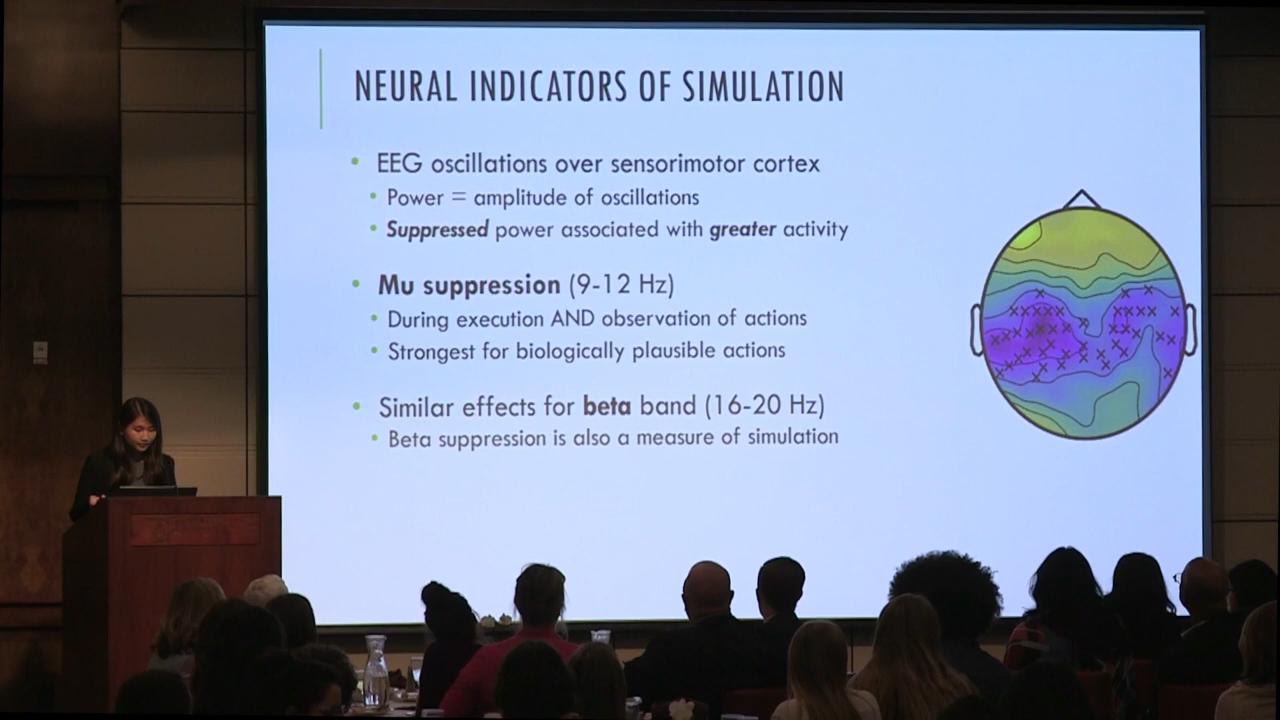 NEURAL INDICATORS OF SIMULATION
• EEG oscillations over sensorimotor cortex
• Power = amplitude of oscillations
• Suppressed power associated with greater activity
• Mu suppression (9-12 Hz)
• During execution AND observation of actions
• Strongest for biologically plausible actions
• Similar effects for beta band (16-20 Hz)
• Beta suppression is also a measure of simulation